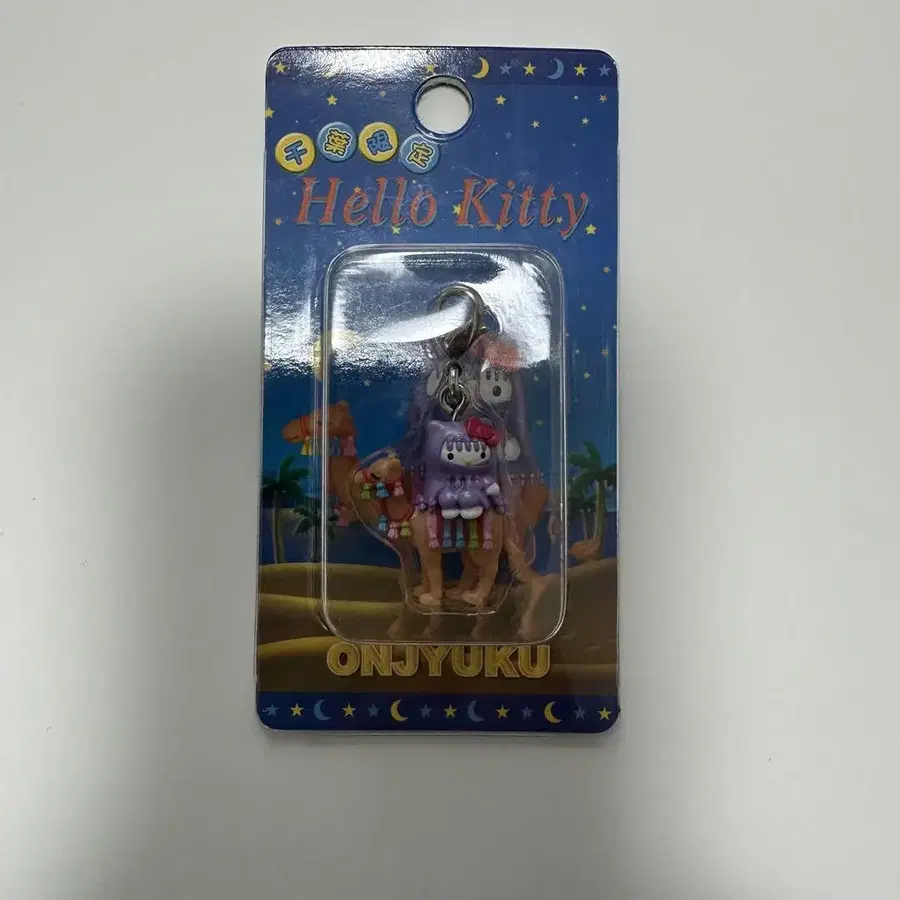 千葉限定
Hello Kitty
ONJYUKU